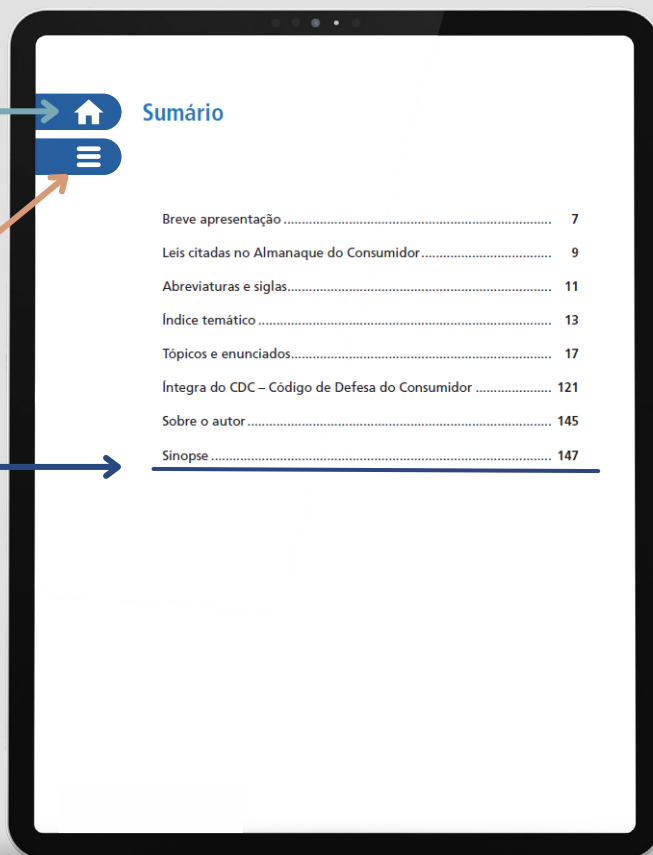 Sumário
Breve apresentação ........................................................................ 7
Leis citadas no Almanaque do Consumidor................................... 9
Abreviaturas e siglas....................................................................... 11
Índice temático ............................................................................... 13
Tópicos e enunciados...................................................................... 17
Íntegra do CDC – Código de Defesa do Consumidor .................... 121
Sobre o autor .................................................................................. 145
Sinopse ............................................................................................ 147